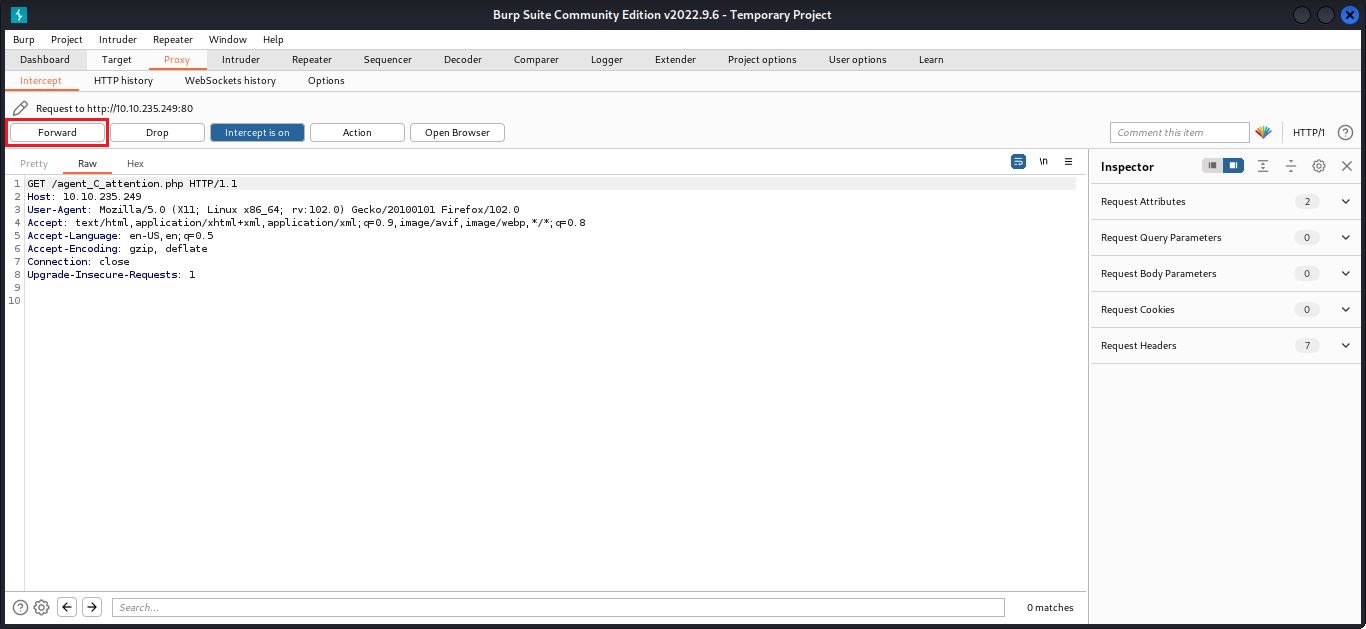 Burp Suite Community Edition v2022.9.6 - Temporary Project
Burp Project Intruder Repeater Window Help
Dashboard Target Proxy Intruder Repeater Sequencer Decoder Comparer Logger Extender Project options User options Learn
Intercept HTTP history WebSockets history Options
Request to http://10.10.235.249:80
Forward Drop Intercept is on Action Open Browser Comment this item HTTP/1 ?
Pretty Raw Hex \n
1 GET /agent_C_attention.php HTTP/1.1
2 Host: 10.10.235.249
3 User-Agent: Mozilla/5.0 (X11; Linux x86_64; rv:102.0) Gecko/20100101 Firefox/102.0
4 Accept: text/html,application/xhtml+xml,application/xml;q=0.9,image/avif,image/webp,*/*;q=0.8
5 Accept-Language: en-US,en;q=0.5
6 Accept-Encoding: gzip, deflate
7 Connection: close
8 Upgrade-Insecure-Requests: 1
9
10
Inspector
Request Attributes 2
Request Query Parameters 0
Request Body Parameters 0
Request Cookies 0
Request Headers 7
? Search... 0 matches